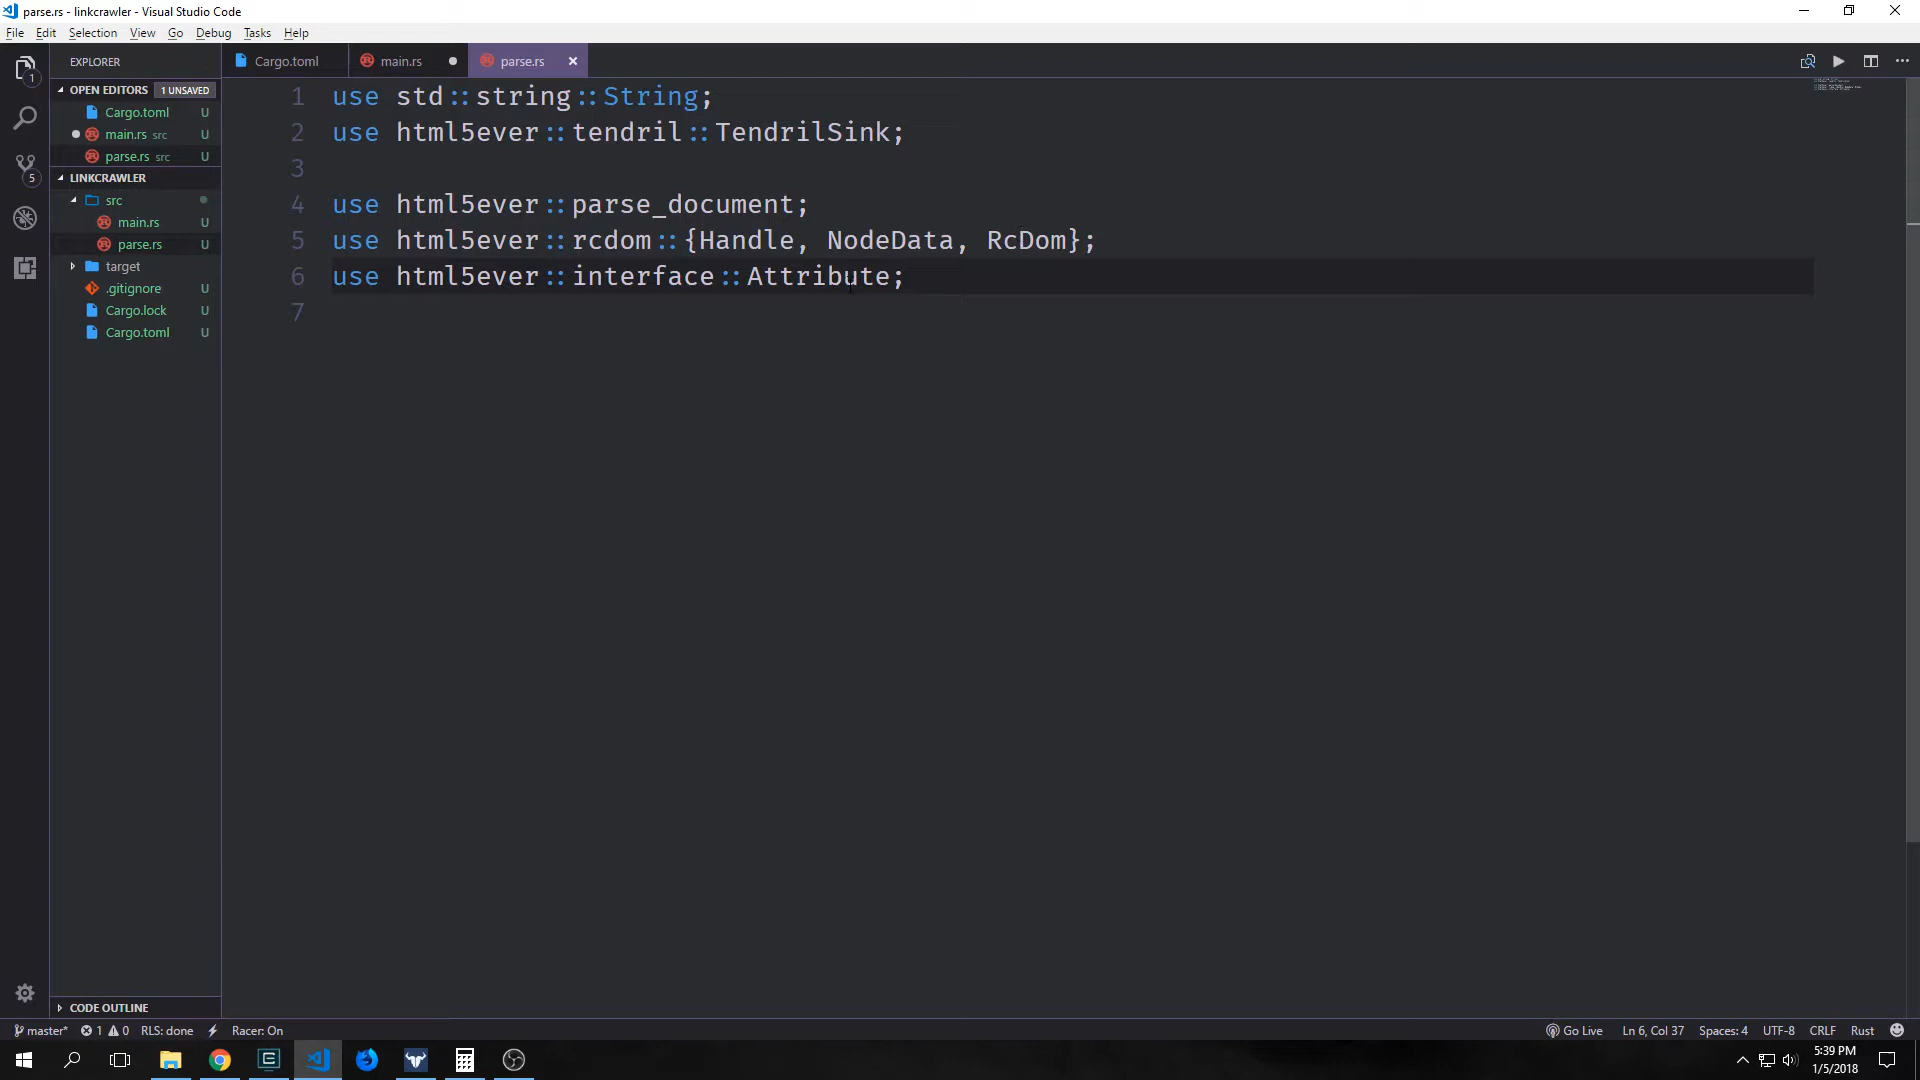 parse.rs - linkcrawler - Visual Studio Code
File Edit Selection View Go Debug Tasks Help
EXPLORER
OPEN EDITORS 1 UNSAVED
Cargo.toml U
main.rs src U
parse.rs src U
LINKCRAWLER
src
main.rs U
parse.rs U
target
.gitignore U
Cargo.lock U
Cargo.toml U
CODE OUTLINE
1
5
Cargo.toml main.rs parse.rs
1 use std::string::String;
2 use html5ever::tendril::TendrilSink;
3
4 use html5ever::parse_document;
5 use html5ever::rcdom::{Handle, NodeData, RcDom};
6 use html5ever::interface::Attribute;
7
master* 1 0 RLS: done Racer: On Go Live Ln 6, Col 37 Spaces: 4 UTF-8 CRLF Rust
5:39 PM
1/5/2018